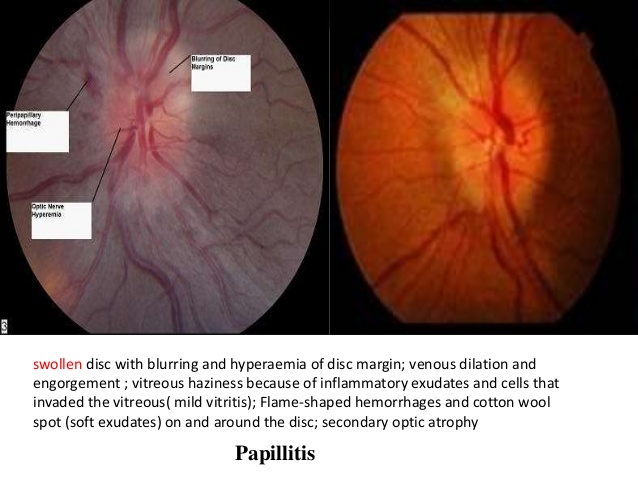 Blurring of Disc
Margins
Peripapillary
Hemorrhage
Optic Nerve
Hyperemia
3
swollen disc with blurring and hyperaemia of disc margin; venous dilation and
engorgement ; vitreous haziness because of inflammatory exudates and cells that
invaded the vitreous( mild vitritis); Flame-shaped hemorrhages and cotton wool
spot (soft exudates) on and around the disc; secondary optic atrophy
Papillitis